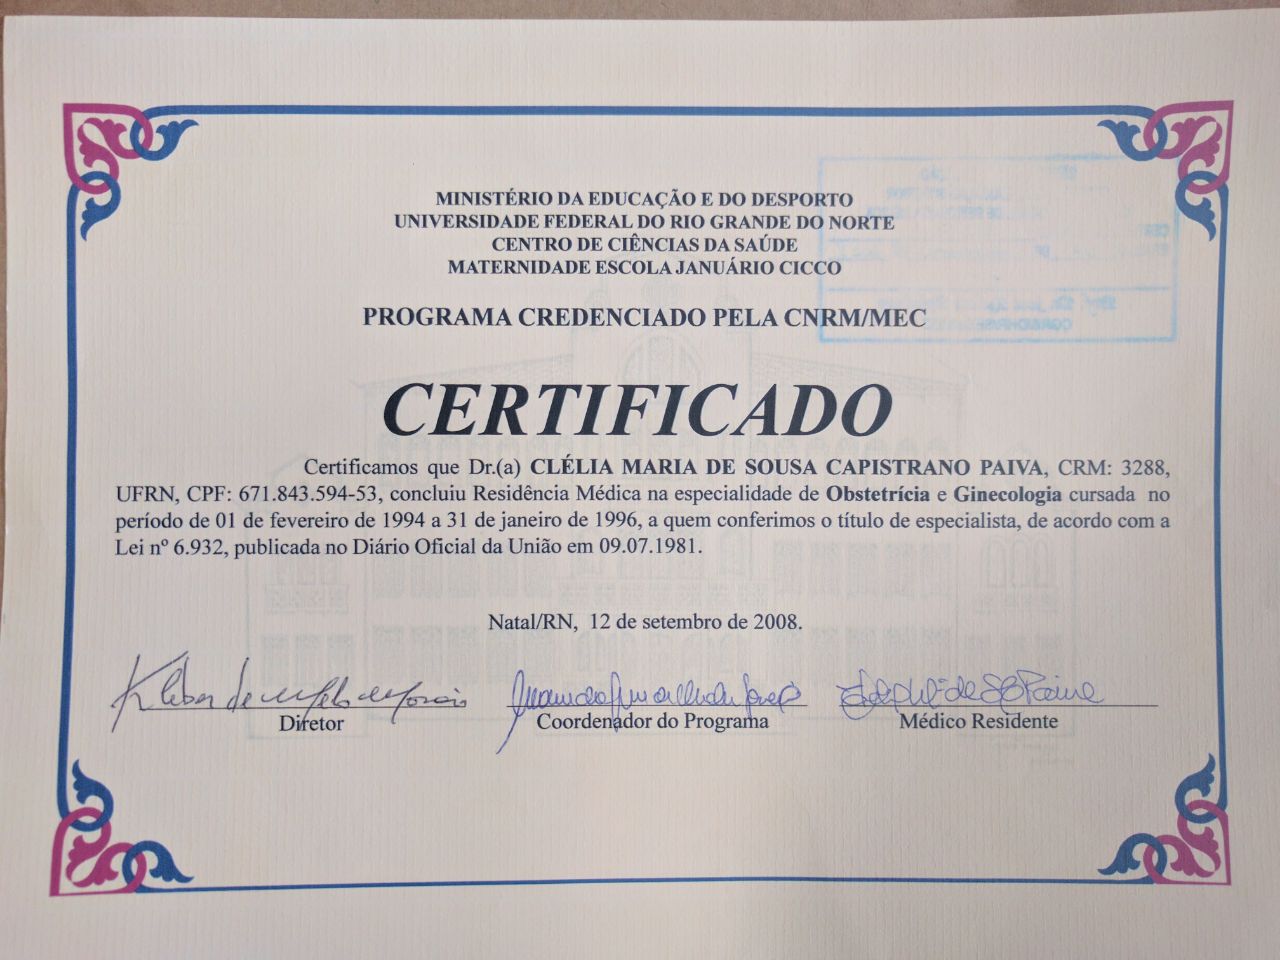 MINISTÉRIO DA EDUCAÇÃO E DO DESPORTO
UNIVERSIDADE FEDERAL DO RIO GRANDE DO NORTE
CENTRO DE CIÊNCIAS DA SAÚDE
MATERNIDADE ESCOLA JANUÁRIO CICCO
PROGRAMA CREDENCIADO PELA CNRM/MEC
CERTIFICADO
Certificamos que Dr.(a) CLÉLIA MARIA DE SOUSA CAPISTRANO PAIVA, CRM: 3288,
UFRN, CPF: 671.843.594-53, concluiu Residência Médica na especialidade de Obstetrícia e Ginecologia cursada no
período de 01 de fevereiro de 1994 a 31 de janeiro de 1996, a quem conferimos o título de especialista, de acordo com a
Lei nº 6.932, publicada no Diário Oficial da União em 09.07.1981.
Natal/RN, 12 de setembro de 2008.
Kleber de Melo Morais
Diretor
Coordenador do Programa
Médico Residente